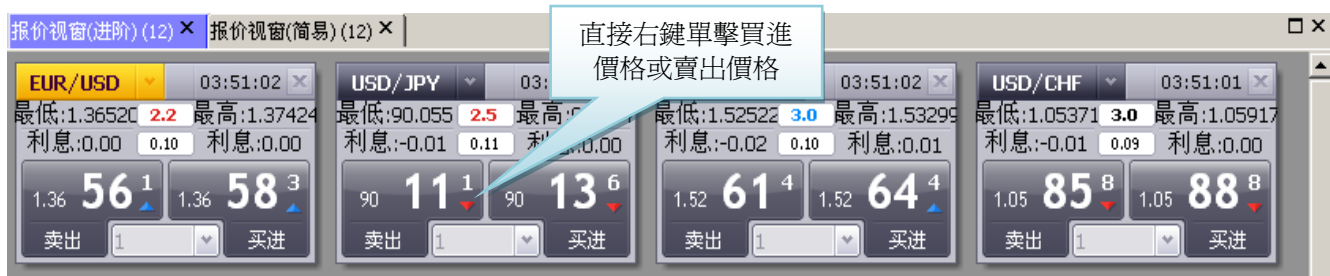 报价视窗(进阶) (12) × 报价视窗(简易) (12) ×
直接右鍵單擊買進
價格或賣出價格
EUR/USD 03:51:02
最低:1.36520 2.2 最高:1.37424
利息:0.00 0.10 利息:0.00
1.36 56 1 1.36 58 3
卖出 1 买进
USD/JPY 03:
最低:90.055 2.5 最高:
利息:-0.01 0.11 利息:0.00
90 11 1 90 13 6
卖出 1 买进
03:51:02
最低:1.52522 3.0 最高:1.53299
利息:-0.02 0.10 利息:0.01
1.52 61 4 1.52 64 4
卖出 1 买进
USD/CHF 03:51:01
最低:1.05371 3.0 最高:1.05917
利息:-0.01 0.09 利息:0.00
1.05 85 8 1.05 88 8
卖出 1 买进